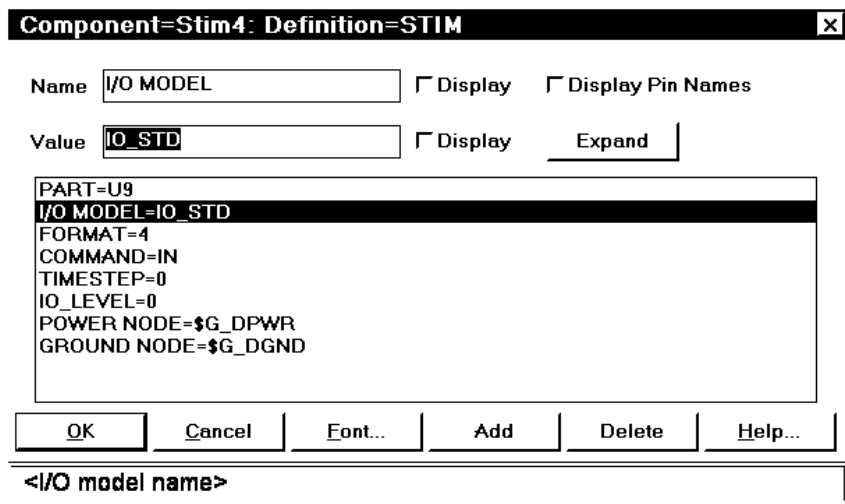 Component=Stim4: Definition=STIM
Name I/O MODEL Display Display Pin Names
Value IO_STD Display Expand
PART=U9
I/O MODEL=IO_STD
FORMAT=4
COMMAND=IN
TIMESTEP=0
IO_LEVEL=0
POWER NODE=$G_DPWR
GROUND NODE=$G_DGND
OK Cancel Font... Add Delete Help...
<I/O model name>